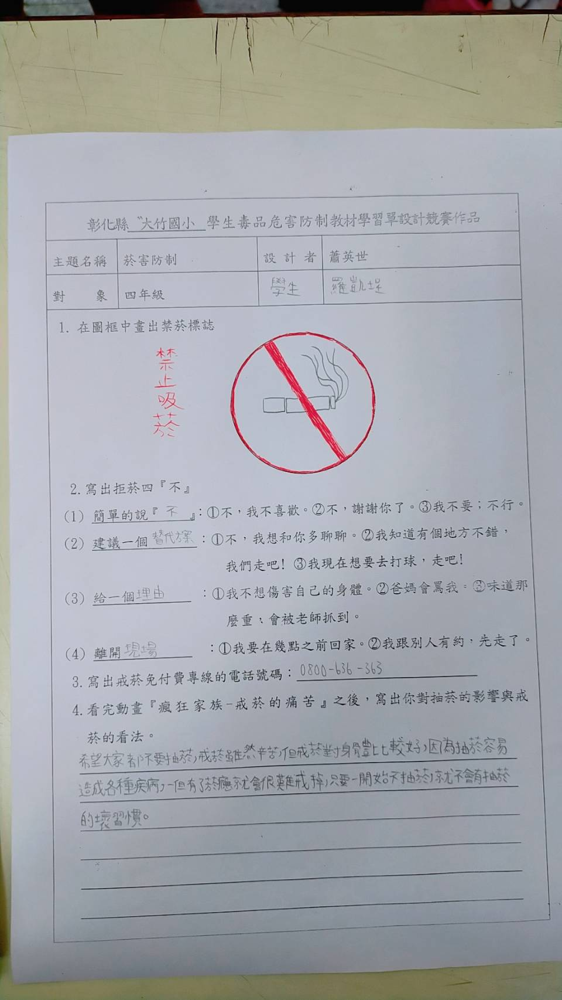 彰化縣 大竹國小 學生毒品危害防制教材學習單設計競賽作品
主題名稱 菸害防制 設計者 蕭英世
對象 四年級 學生 羅凱埕
1. 在圖框中畫出禁菸標誌
禁止吸菸
2.寫出拒菸四『不』
(1) 簡單的說『不』：①不，我不喜歡。②不，謝謝你了。③我不要；不行。
(2) 建議一個替代方案：①不，我想和你多聊聊。②我知道有個地方不錯，
我們走吧! ③我現在想要去打球，走吧!
(3) 給一個理由：①我不想傷害自己的身體。②爸媽會罵我。③味道那
麼重；會被老師抓到。
(4) 離開現場：①我要在幾點之前回家。②我跟別人有約，先走了。
3.寫出戒菸免付費專線的電話號碼：0800-636-363
4.看完動畫『瘋狂家族-戒菸的痛苦』之後，寫出你對抽菸的影響與戒
菸的看法。
希望大家都不要抽菸,戒菸雖然辛苦,但戒菸對身體比較好,因為抽菸容易
造成各種疾病,一但有了菸癮就會很難戒掉,只要一開始不抽菸,就不會有抽菸
的壞習慣。